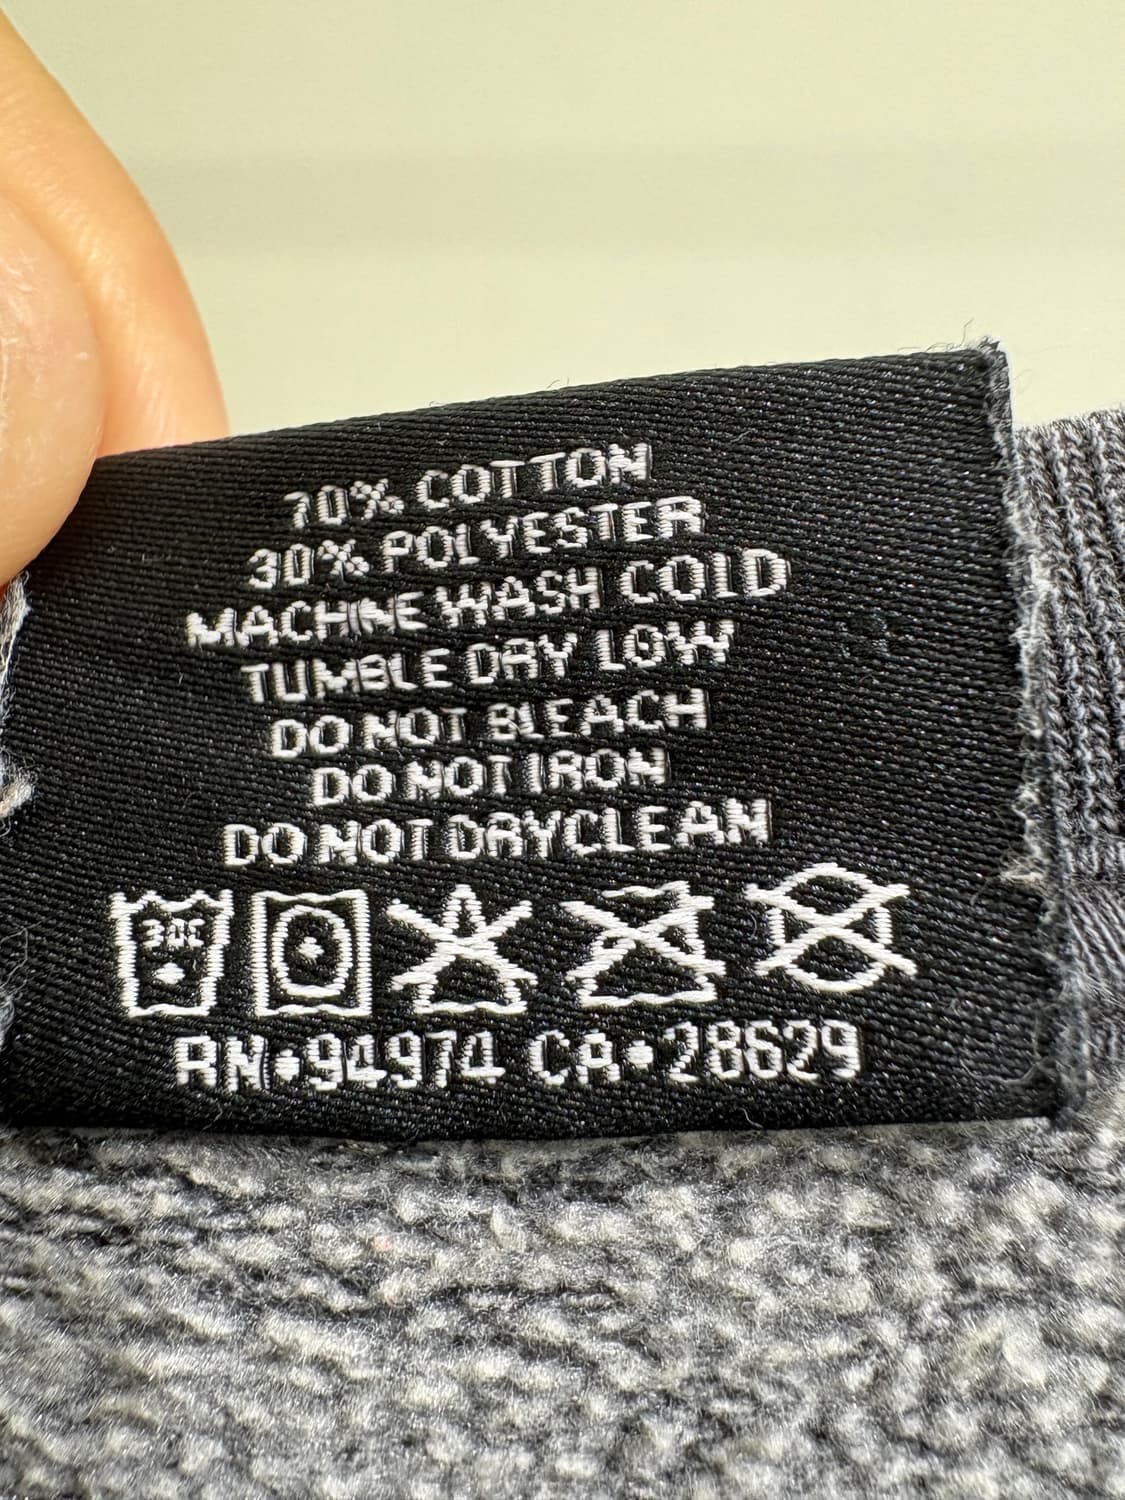 70% COTTON
30% POLYESTER
MACHINE WASH COLD
TUMBLE DRY LOW
DO NOT BLEACH
DO NOT IRON
DO NOT DRYCLEAN
30C
RN•94974 CA•28629